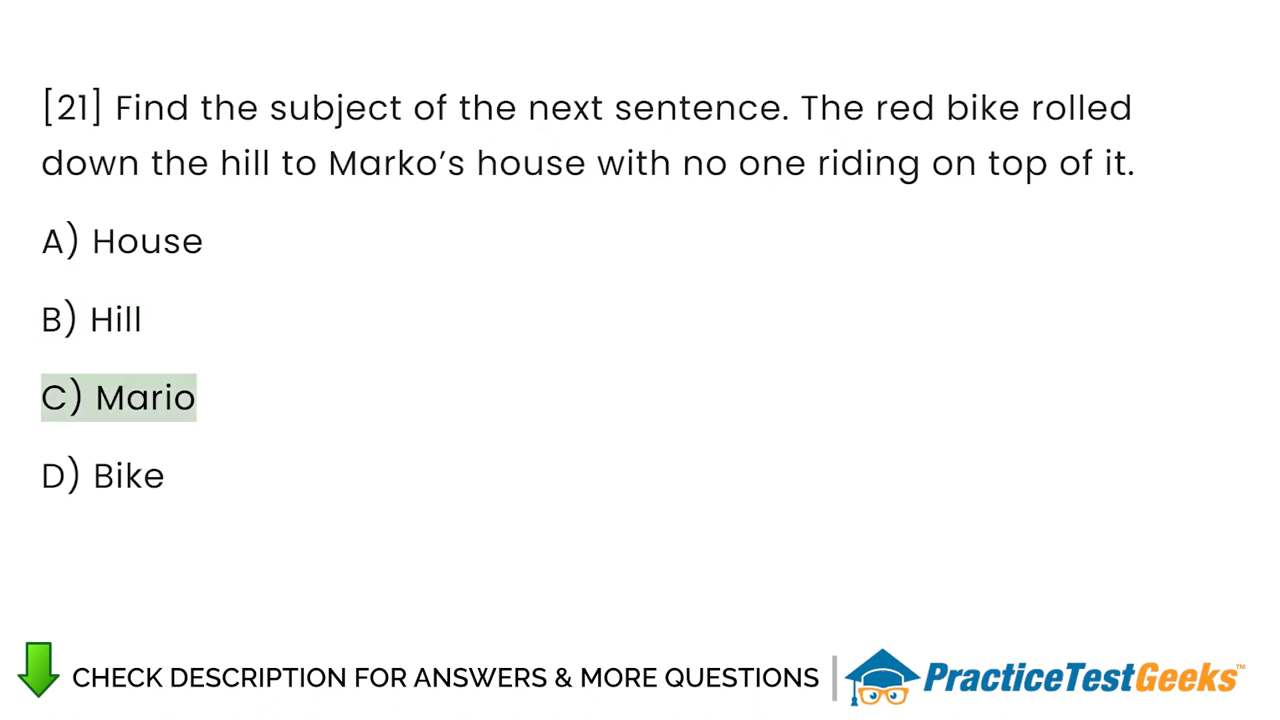 [21] Find the subject of the next sentence. The red bike rolled
down the hill to Marko’s house with no one riding on top of it.
A) House
B) Hill
C) Mario
D) Bike
CHECK DESCRIPTION FOR ANSWERS & MORE QUESTIONS
PracticeTestGeeks™